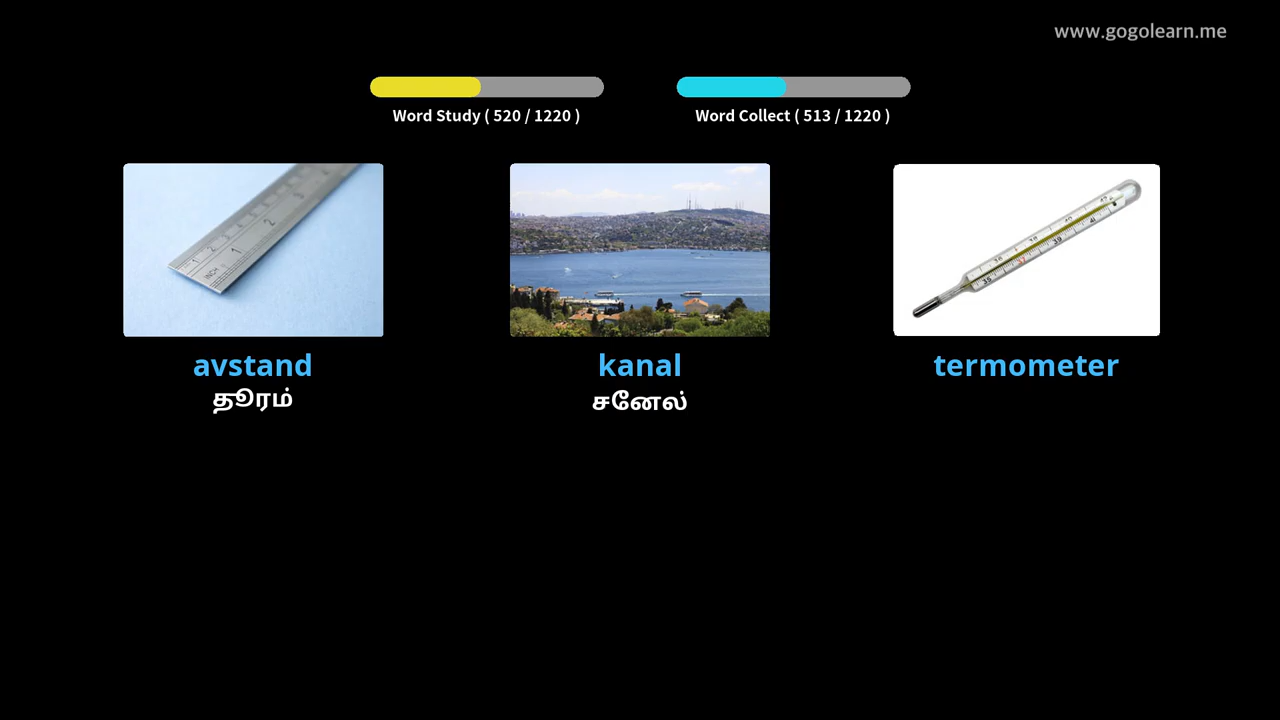 www.gogolearn.me
Word Study ( 520 / 1220 )
Word Collect ( 513 / 1220 )
avstand
kanal
termometer
தூரம்
சனேல்